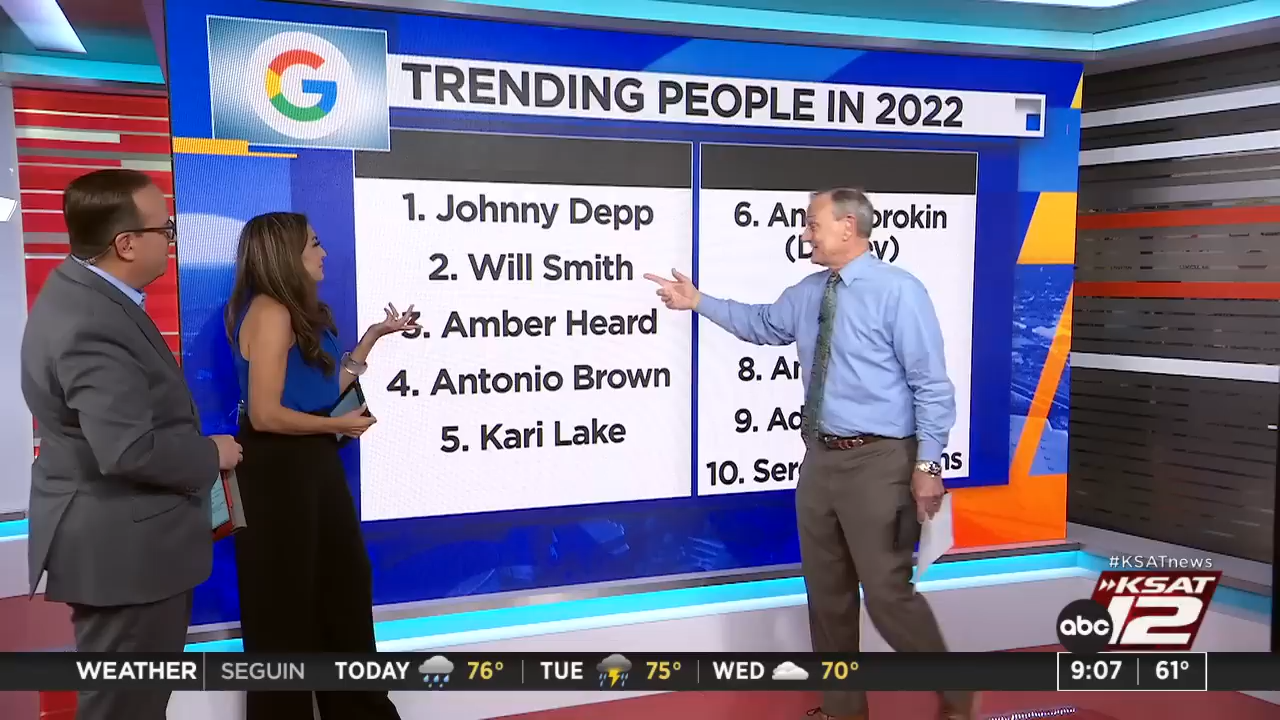 G
TRENDING PEOPLE IN 2022
1. Johnny Depp
2. Will Smith
3. Amber Heard
4. Antonio Brown
5. Kari Lake
6.
8.
9.
10.
#KSATnews
KSAT
abc 12
WEATHER SEGUIN TODAY 76° TUE 75° WED 70° 9:07 61°